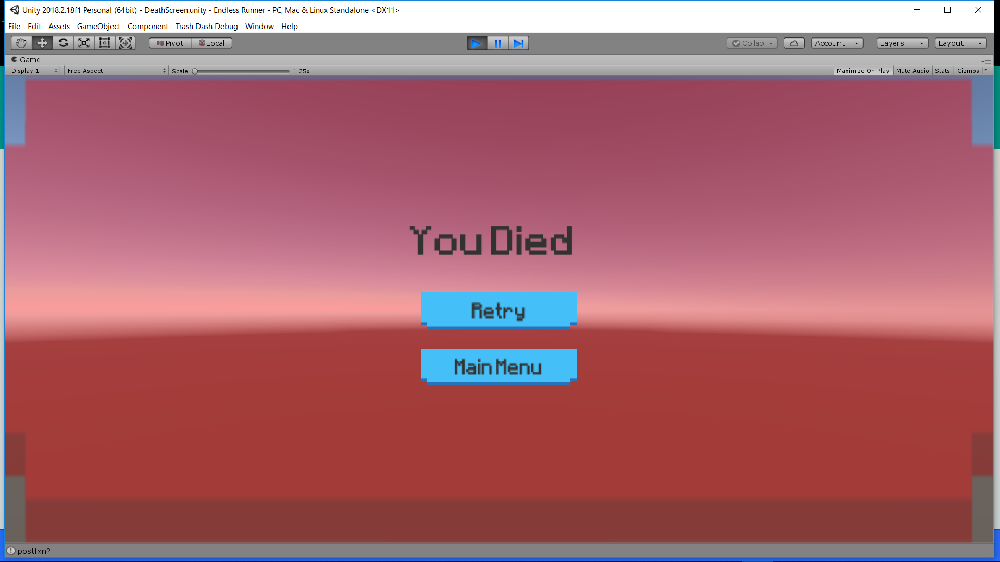 Unity 2018.2.18f1 Personal (64bit) - DeathScreen.unity - Endless Runner - PC, Mac & Linux Standalone <DX11>
File Edit Assets GameObject Component Trash Dash Debug Window Help
Pivot Local Collab Account Layers Layout
Game
Display 1 Free Aspect Scale 1.25x Maximize On Play Mute Audio Stats Gizmos
You Died
Retry
Main Menu
postfxn?